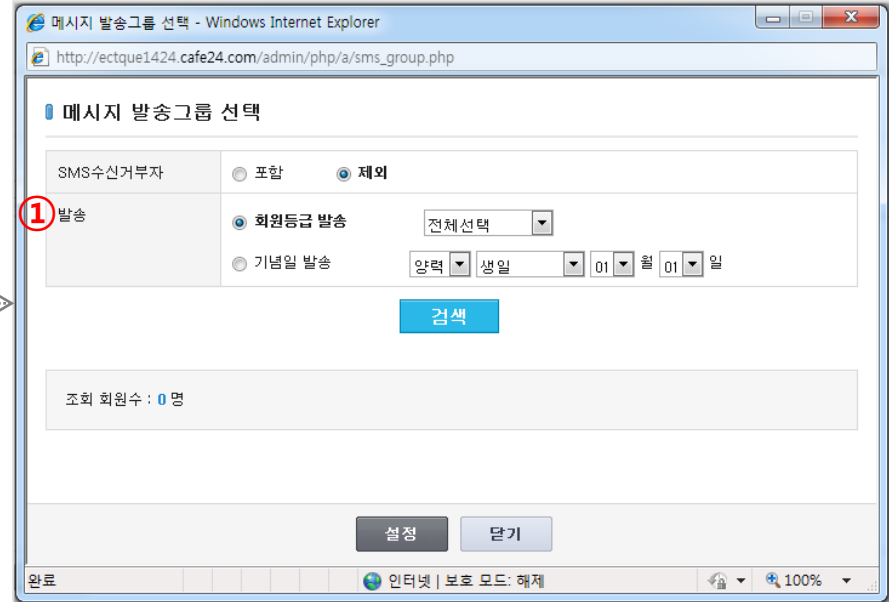 메시지 발송그룹 선택 - Windows Internet Explorer
http://ectque1424.cafe24.com/admin/php/a/sms_group.php
메시지 발송그룹 선택
SMS수신거부자 포함 제외
① 발송 회원등급 발송 전체선택
기념일 발송 양력 생일 01 월 01 일
검색
조회 회원수 : 0 명
설정 닫기
완료 인터넷 | 보호 모드: 해제 100%